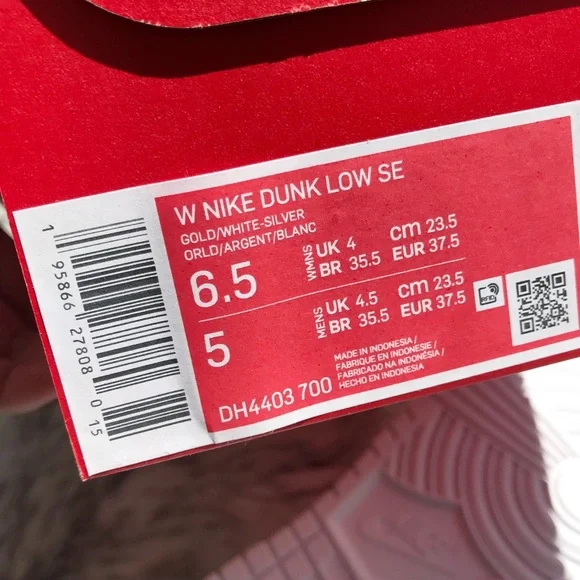 W NIKE DUNK LOW SE
GOLD/WHITE-SILVER
ORLD/ARGENT/BLANC
6.5 WMNS UK 4 CM 23.5
BR 35.5 EUR 37.5
5 MENS UK 4.5 CM 23.5
BR 35.5 EUR 37.5
RFID
MADE IN INDONESIA/
FABRIQUE EN INDONESIE/
FABRICADO NA INDONÉSIA/
HECHO EN INDONESIA
DH4403 700
1 95866 27808 0 15